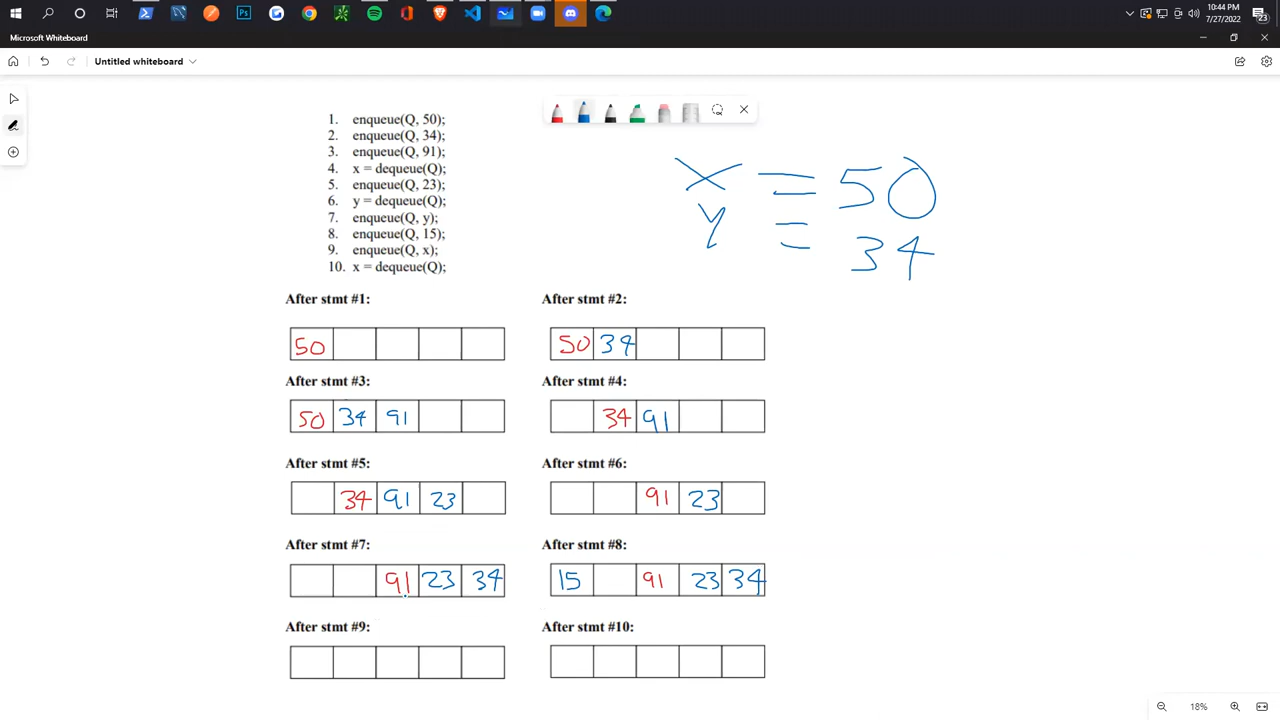 10:44 PM
7/27/2022
23
Microsoft Whiteboard
Untitled whiteboard
1. enqueue(Q, 50);
2. enqueue(Q, 34);
3. enqueue(Q, 91);
4. x = dequeue(Q);
5. enqueue(Q, 23);
6. y = dequeue(Q);
7. enqueue(Q, y);
8. enqueue(Q, 15);
9. enqueue(Q, x);
10. x = dequeue(Q);
x = 50
y = 34
After stmt #1: After stmt #2:
50 50 34
After stmt #3: After stmt #4:
50 34 91 34 91
After stmt #5: After stmt #6:
34 91 23 91 23
After stmt #7: After stmt #8:
91 23 34 15 91 23 34
After stmt #9: After stmt #10:
18%